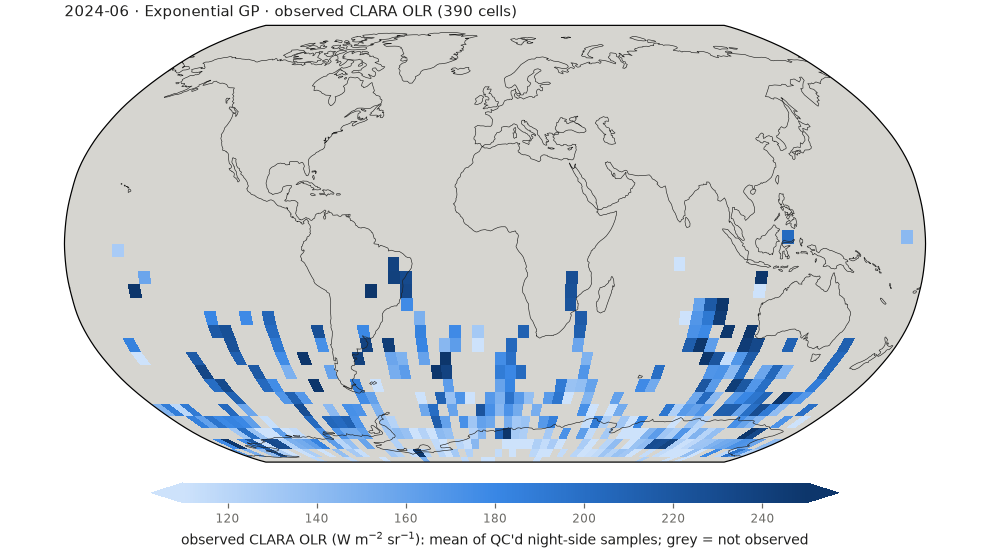 2024-06 · Exponential GP · observed CLARA OLR (390 cells)
120 140 160 180 200 220 240
observed CLARA OLR (W m⁻² sr⁻¹): mean of QC'd night-side samples; grey = not observed